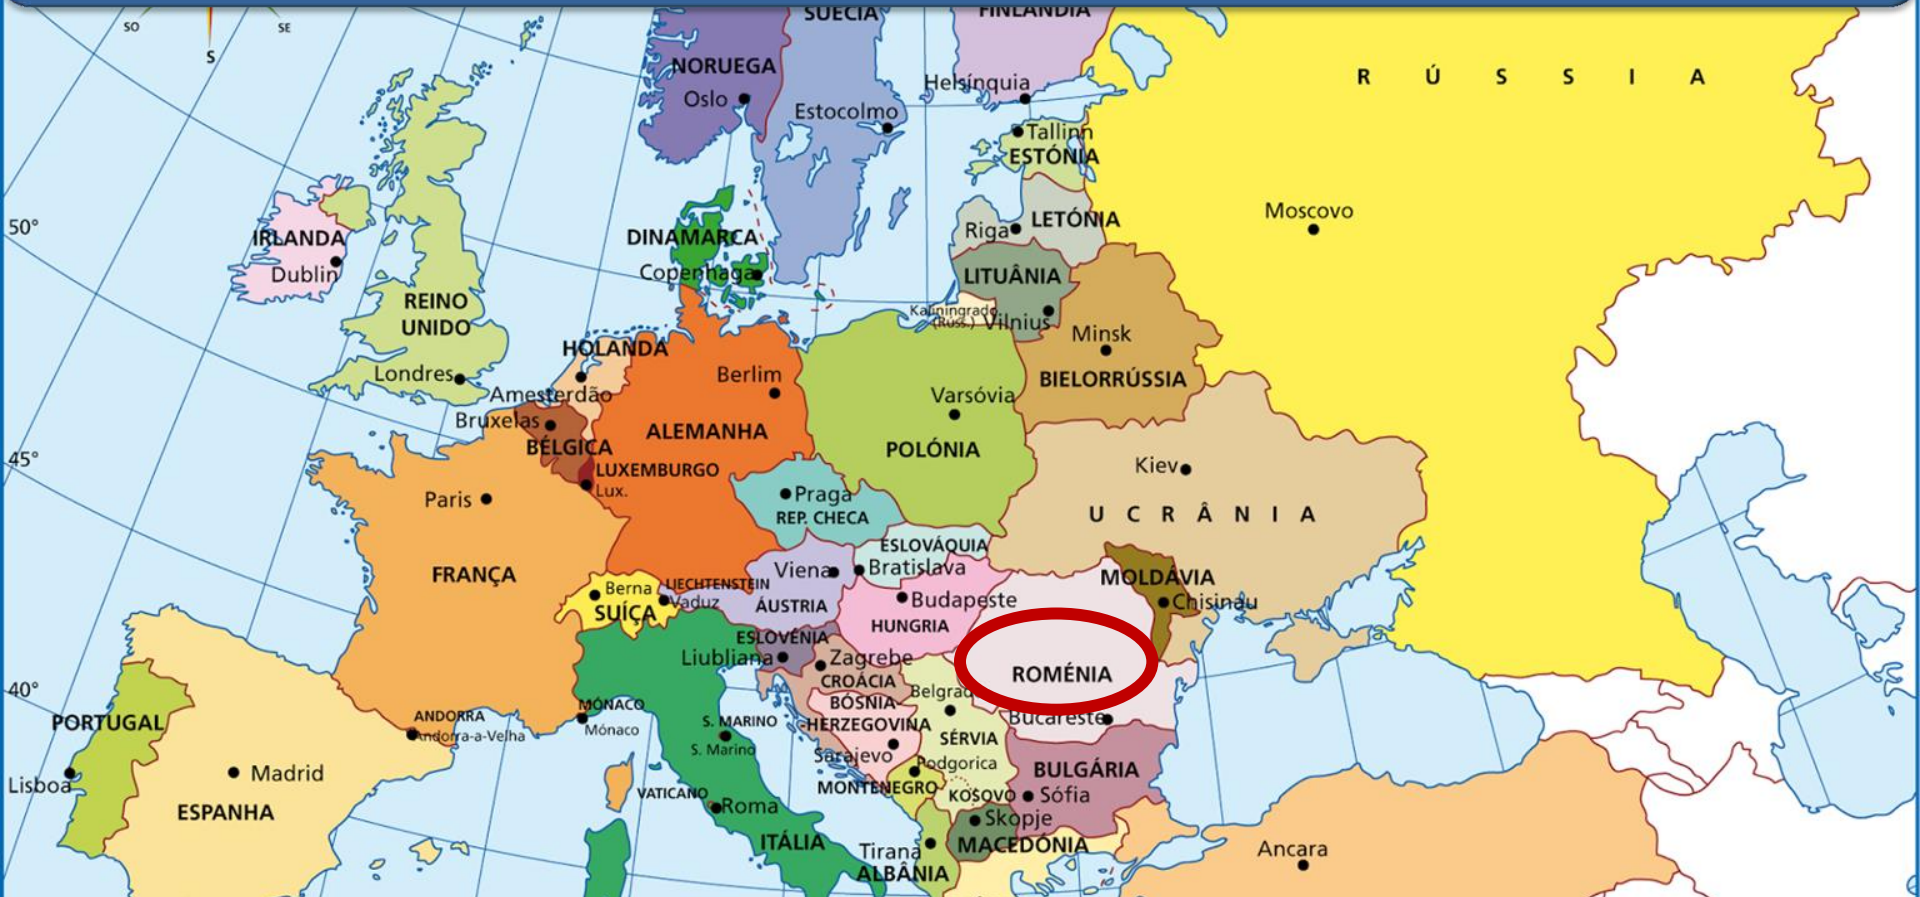 SO
SE
S
SUÉCIA
FINLÂNDIA
NORUEGA
Oslo
Estocolmo
Helsínquia
R Ú S S I A
Tallinn
ESTÓNIA
Moscovo
LETÓNIA
Riga
50°
IRLANDA
Dublin
DINAMARCA
Copenhaga
LITUÂNIA
Kaliningrado
(Rúss.)
Vilnius
REINO
UNIDO
Londres
Minsk
BIELORRÚSSIA
HOLANDA
Amesterdão
Berlim
Varsóvia
Bruxelas
BÉLGICA
ALEMANHA
POLÓNIA
45°
LUXEMBURGO
Lux.
Kiev
Paris
Praga
REP. CHECA
U C R Â N I A
ESLOVÁQUIA
Bratislava
FRANÇA
Viena
MOLDÁVIA
Chisinau
Berna
LIECHTENSTEIN
Vaduz
SUÍÇA
ÁUSTRIA
Budapeste
HUNGRIA
ESLOVÉNIA
Liubliana
Zagrebe
CROÁCIA
ROMÉNIA
40°
Belgrad
BÓSNIA-
-HERZEGOVINA
Bucareste
PORTUGAL
ANDORRA
Andorra-a-Velha
MÓNACO
Mónaco
S. MARINO
S. Marino
SÉRVIA
Sarajevo
Podgorica
Lisboa
Madrid
BULGÁRIA
MONTENEGRO
KOSOVO
Sófia
VATICANO
Roma
ESPANHA
Skopje
ITÁLIA
MACEDÓNIA
Tirana
ALBÂNIA
Ancara